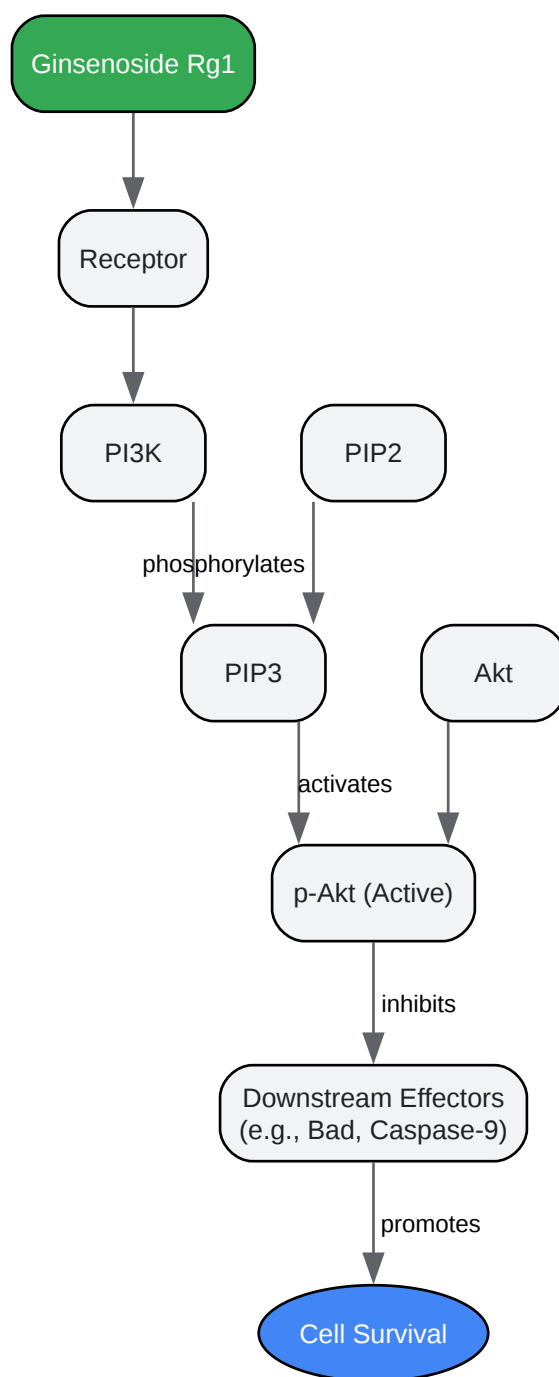 Ginsenoside Rg1
Receptor
PI3K
PIP2
phosphorylates
PIP3
Akt
activates
p-Akt (Active)
inhibits
Downstream Effectors
(e.g., Bad, Caspase-9)
promotes
Cell Survival